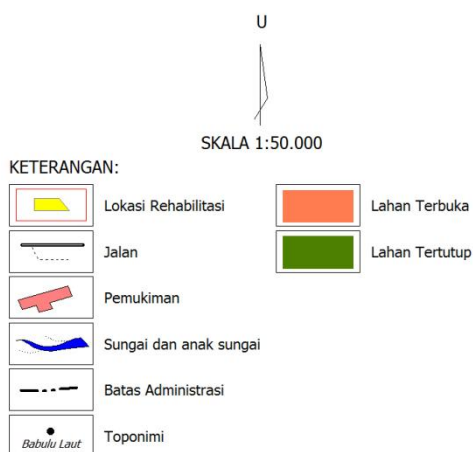 U
SKALA 1:50.000
KETERANGAN:
Lokasi Rehabilitasi
Lahan Terbuka
Jalan
Lahan Tertutup
Pemukiman
Sungai dan anak sungai
Batas Administrasi
Babulu Laut
Toponimi